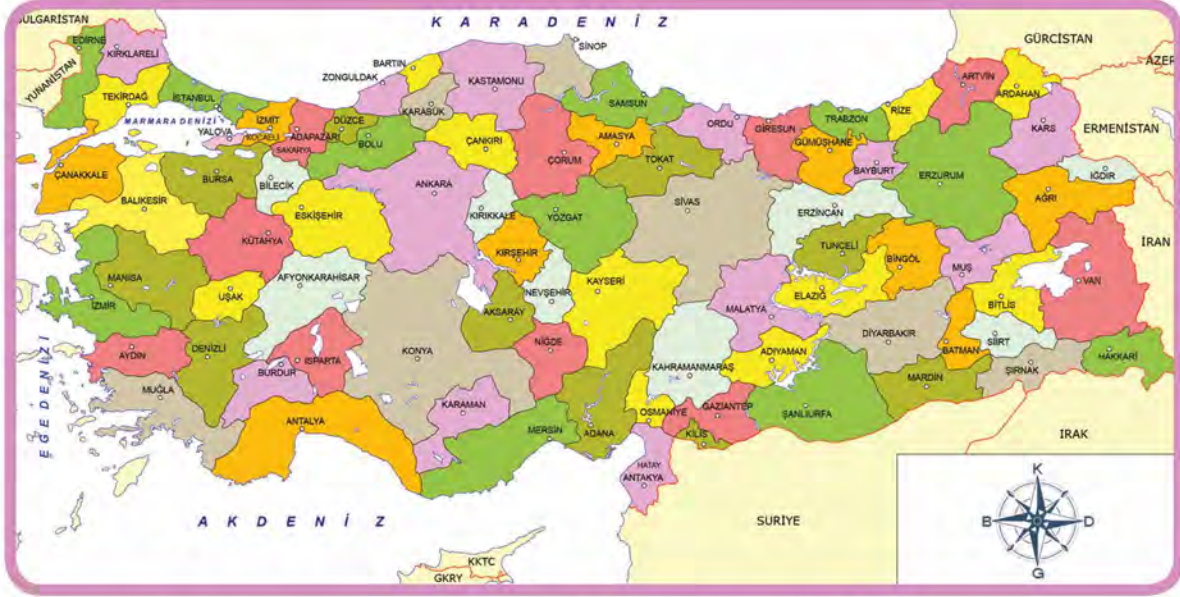 KARADENİZ
BULGARİSTAN
YUNANİSTAN
GÜRCİSTAN
ERMENİSTAN
İRAN
IRAK
SURİYE
KKTC
GKRY
MARMARA DENİZİ
EGE DENİZİ
AKDENİZ
EDİRNE
KIRKLARELİ
TEKİRDAĞ
İSTANBUL
YALOVA
İZMİT
KOCAELİ
ADAPAZARI
SAKARYA
DÜZCE
BOLU
ZONGULDAK
BARTIN
KARABÜK
KASTAMONU
SİNOP
ÇANKIRI
ÇORUM
SAMSUN
AMASYA
TOKAT
ORDU
GİRESUN
GÜMÜŞHANE
TRABZON
BAYBURT
RİZE
ARTVİN
ARDAHAN
KARS
IĞDIR
AĞRI
ERZURUM
ERZİNCAN
ÇANAKKALE
BALIKESİR
BURSA
BİLECİK
ESKİŞEHİR
KÜTAHYA
ANKARA
KIRIKKALE
KIRŞEHİR
YOZGAT
SİVAS
TUNCELİ
BİNGÖL
MUŞ
BİTLİS
VAN
MANİSA
İZMİR
UŞAK
AFYONKARAHİSAR
AYDIN
DENİZLİ
MUĞLA
BURDUR
ISPARTA
ANTALYA
KONYA
KARAMAN
AKSARAY
NEVŞEHİR
NİĞDE
KAYSERİ
MERSİN
ADANA
OSMANİYE
KAHRAMANMARAŞ
MALATYA
ELAZIĞ
ADIYAMAN
GAZİANTEP
KİLİS
HATAY
ANTAKYA
ŞANLIURFA
DİYARBAKIR
MARDİN
BATMAN
SİİRT
ŞIRNAK
HAKKARİ
K
B
D
G